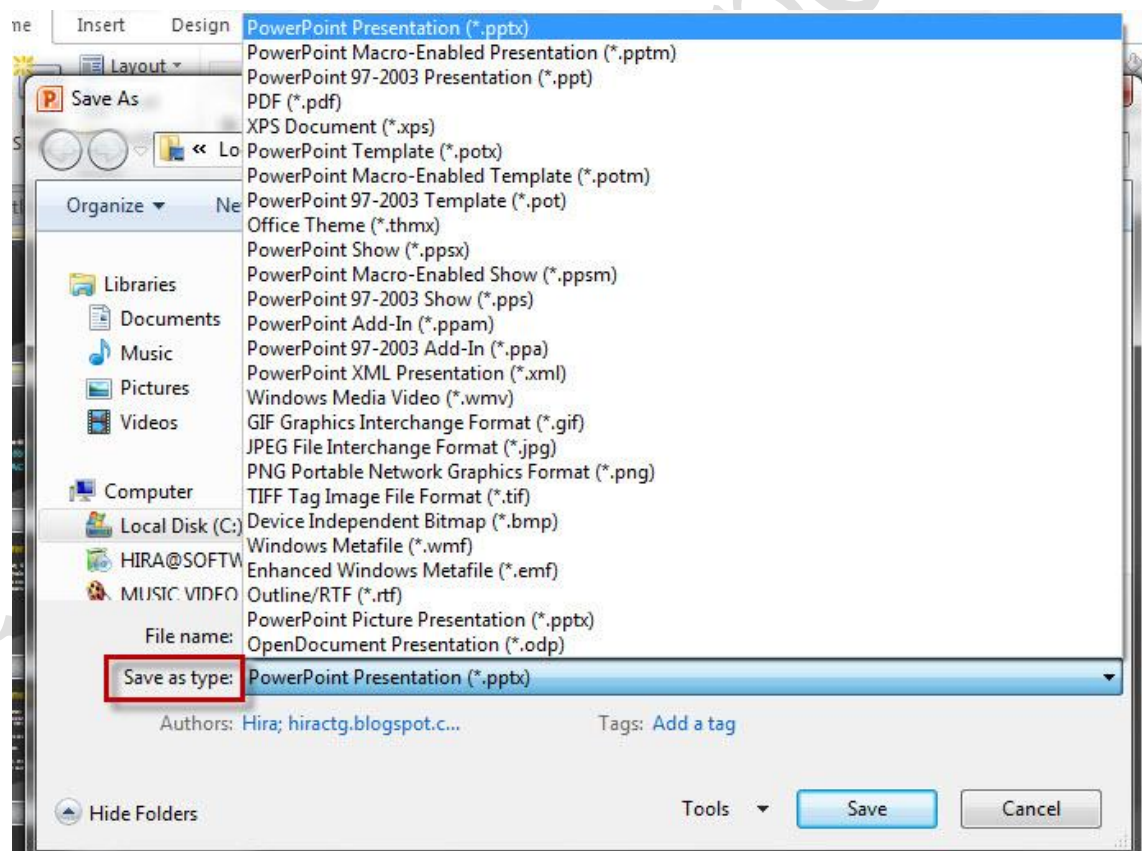 Insert Design PowerPoint Presentation (*.pptx)
PowerPoint Macro-Enabled Presentation (*.pptm)
Layout
PowerPoint 97-2003 Presentation (*.ppt)
Save As
PDF (*.pdf)
XPS Document (*.xps)
« Lo PowerPoint Template (*.potx)
PowerPoint Macro-Enabled Template (*.potm)
Organize Ne PowerPoint 97-2003 Template (*.pot)
Office Theme (*.thmx)
PowerPoint Show (*.ppsx)
Libraries PowerPoint Macro-Enabled Show (*.ppsm)
PowerPoint 97-2003 Show (*.pps)
Documents PowerPoint Add-In (*.ppam)
Music PowerPoint 97-2003 Add-In (*.ppa)
PowerPoint XML Presentation (*.xml)
Pictures Windows Media Video (*.wmv)
Videos GIF Graphics Interchange Format (*.gif)
JPEG File Interchange Format (*.jpg)
PNG Portable Network Graphics Format (*.png)
Computer TIFF Tag Image File Format (*.tif)
Local Disk (C:) Device Independent Bitmap (*.bmp)
Windows Metafile (*.wmf)
HIRA@SOFTW Enhanced Windows Metafile (*.emf)
MUSIC VIDEO Outline/RTF (*.rtf)
PowerPoint Picture Presentation (*.pptx)
File name: OpenDocument Presentation (*.odp)
Save as type: PowerPoint Presentation (*.pptx)
Authors: Hira; hiractg.blogspot.c... Tags: Add a tag
Hide Folders Tools Save Cancel